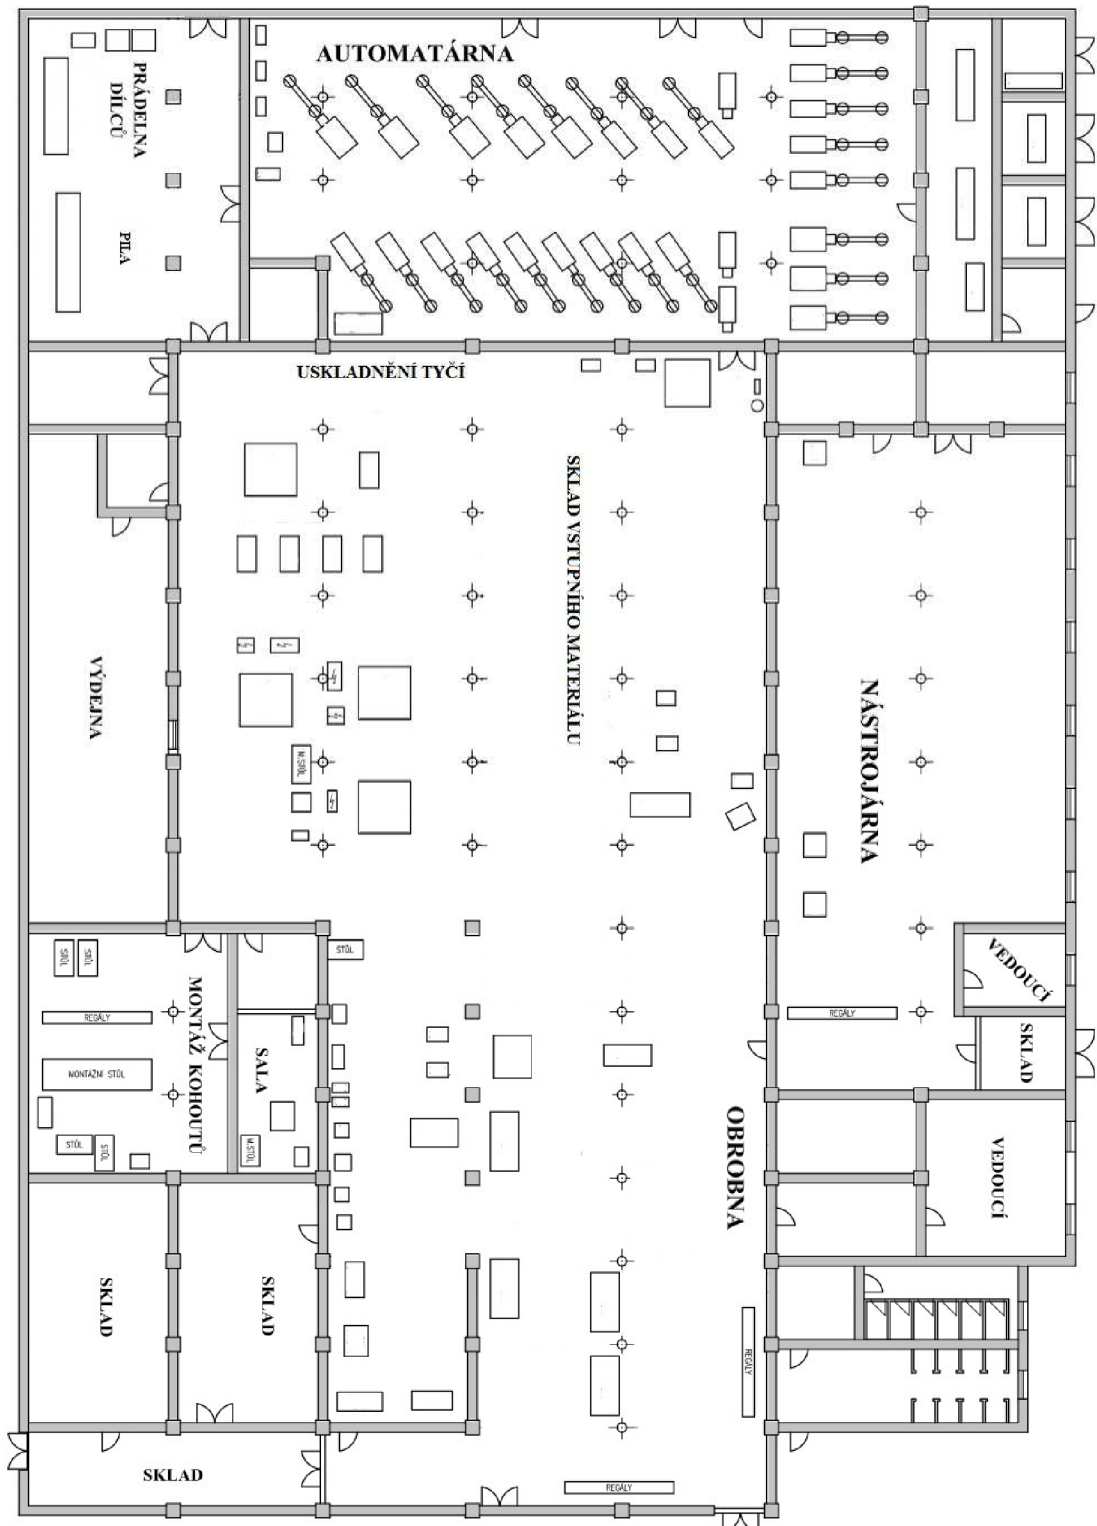 AUTOMATÁRNA
PRÁDELNA
DÍLCŮ
PILA
USKLADNĚNÍ TYČÍ
SKLAD VSTUPNÍHO MATERIÁLU
VÝDEJNA
NÁSTROJÁRNA
M.STŮL
STŮL
STŮL
STŮL
REGÁLY
MONTÁŽNI STŮL
MONTÁŽ KOHOUTŮ
STŮL
STŮL
SALA
M.STŮL
REGÁLY
VEDOUCÍ
SKLAD
OBROBNA
VEDOUCÍ
SKLAD
SKLAD
REGÁLY
SKLAD
REGÁLY